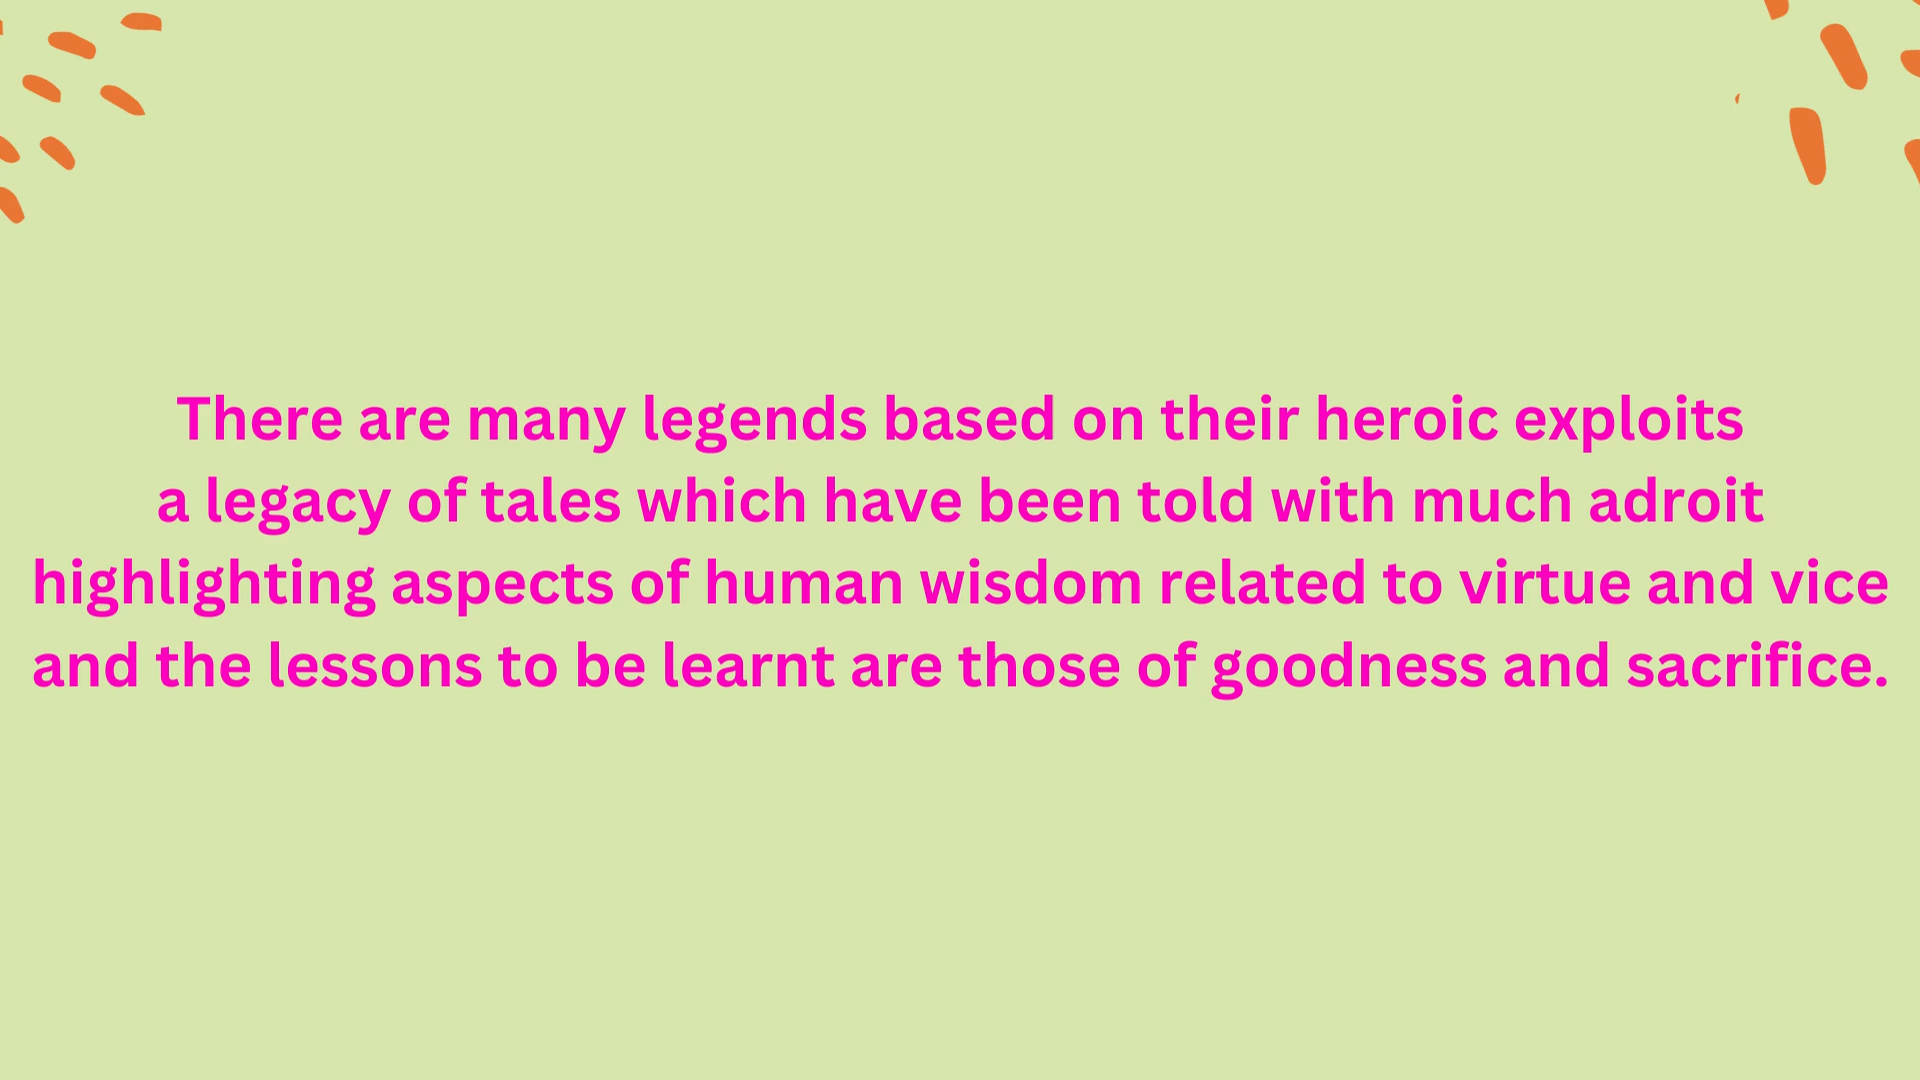 There are many legends based on their heroic exploits
a legacy of tales which have been told with much adroit
highlighting aspects of human wisdom related to virtue and vice
and the lessons to be learnt are those of goodness and sacrifice.